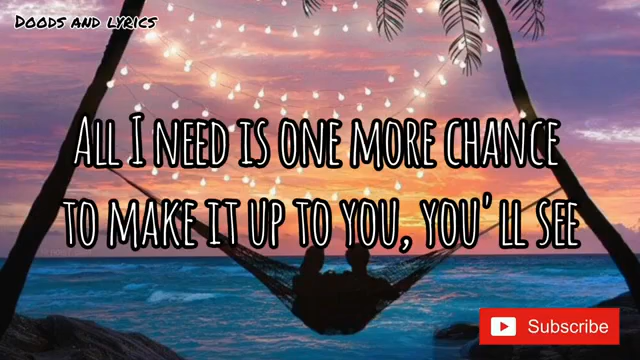 Doods and lyrics
All I need is one more chance
to make it up to you, you'll see
Subscribe